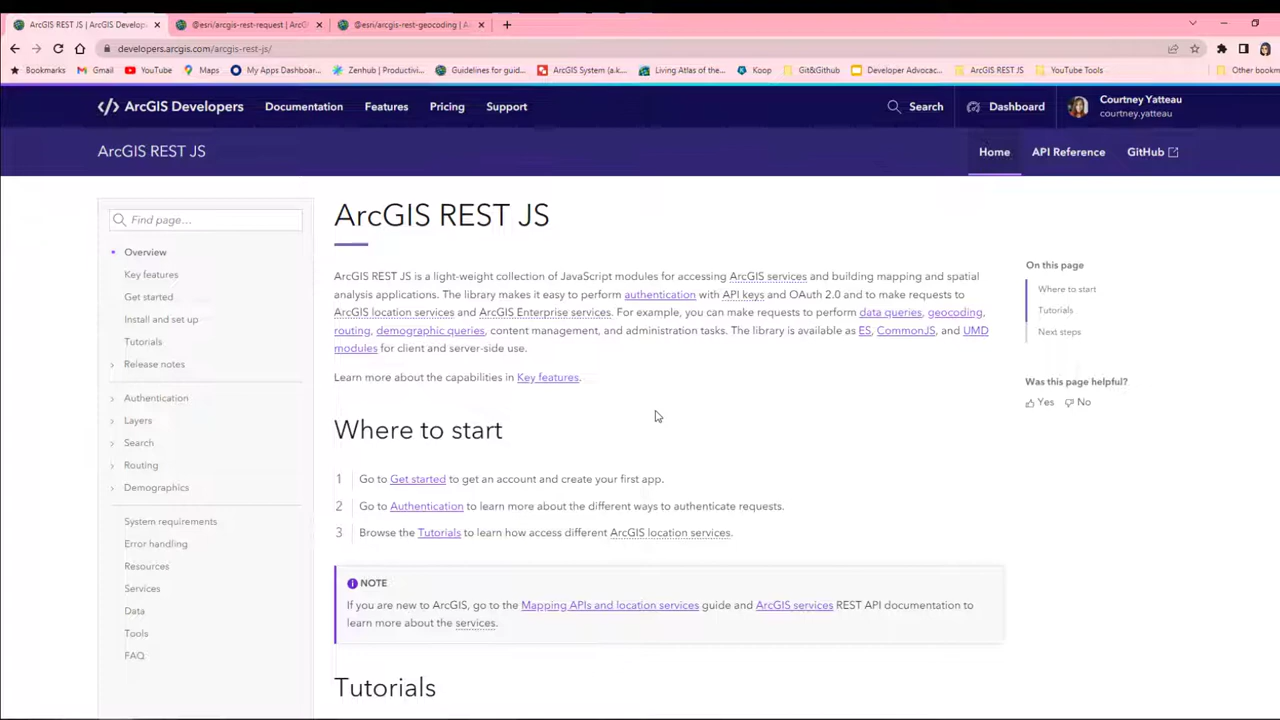 ArcGIS REST JS | ArcGIS Develop
@esri/arcgis-rest-request | ArcG
@esri/arcgis-rest-geocoding | A
developers.arcgis.com/arcgis-rest-js/
Bookmarks
Gmail
YouTube
Maps
My Apps Dashboar...
Zenhub | Productivi...
Guidelines for guid...
ArcGIS System (a.k....
Living Atlas of the...
Koop
Git&Github
Developer Advocac...
ArcGIS REST JS
YouTube Tools
Other bookm
</> ArcGIS Developers
Documentation
Features
Pricing
Support
Search
Dashboard
Courtney Yatteau
courtney.yatteau
ArcGIS REST JS
Home
API Reference
GitHub
Find page...
Overview
Key features
Get started
Install and set up
Tutorials
Release notes
Authentication
Layers
Search
Routing
Demographics
System requirements
Error handling
Resources
Services
Data
Tools
FAQ
ArcGIS REST JS
ArcGIS REST JS is a light-weight collection of JavaScript modules for accessing ArcGIS services and building mapping and spatial
analysis applications. The library makes it easy to perform authentication with API keys and OAuth 2.0 and to make requests to
ArcGIS location services and ArcGIS Enterprise services. For example, you can make requests to perform data queries, geocoding,
routing, demographic queries, content management, and administration tasks. The library is available as ES, CommonJS, and UMD
modules for client and server-side use.
Learn more about the capabilities in Key features.
Where to start
1 Go to Get started to get an account and create your first app.
2 Go to Authentication to learn more about the different ways to authenticate requests.
3 Browse the Tutorials to learn how access different ArcGIS location services.
NOTE
If you are new to ArcGIS, go to the Mapping APIs and location services guide and ArcGIS services REST API documentation to
learn more about the services.
Tutorials
On this page
Where to start
Tutorials
Next steps
Was this page helpful?
Yes
No